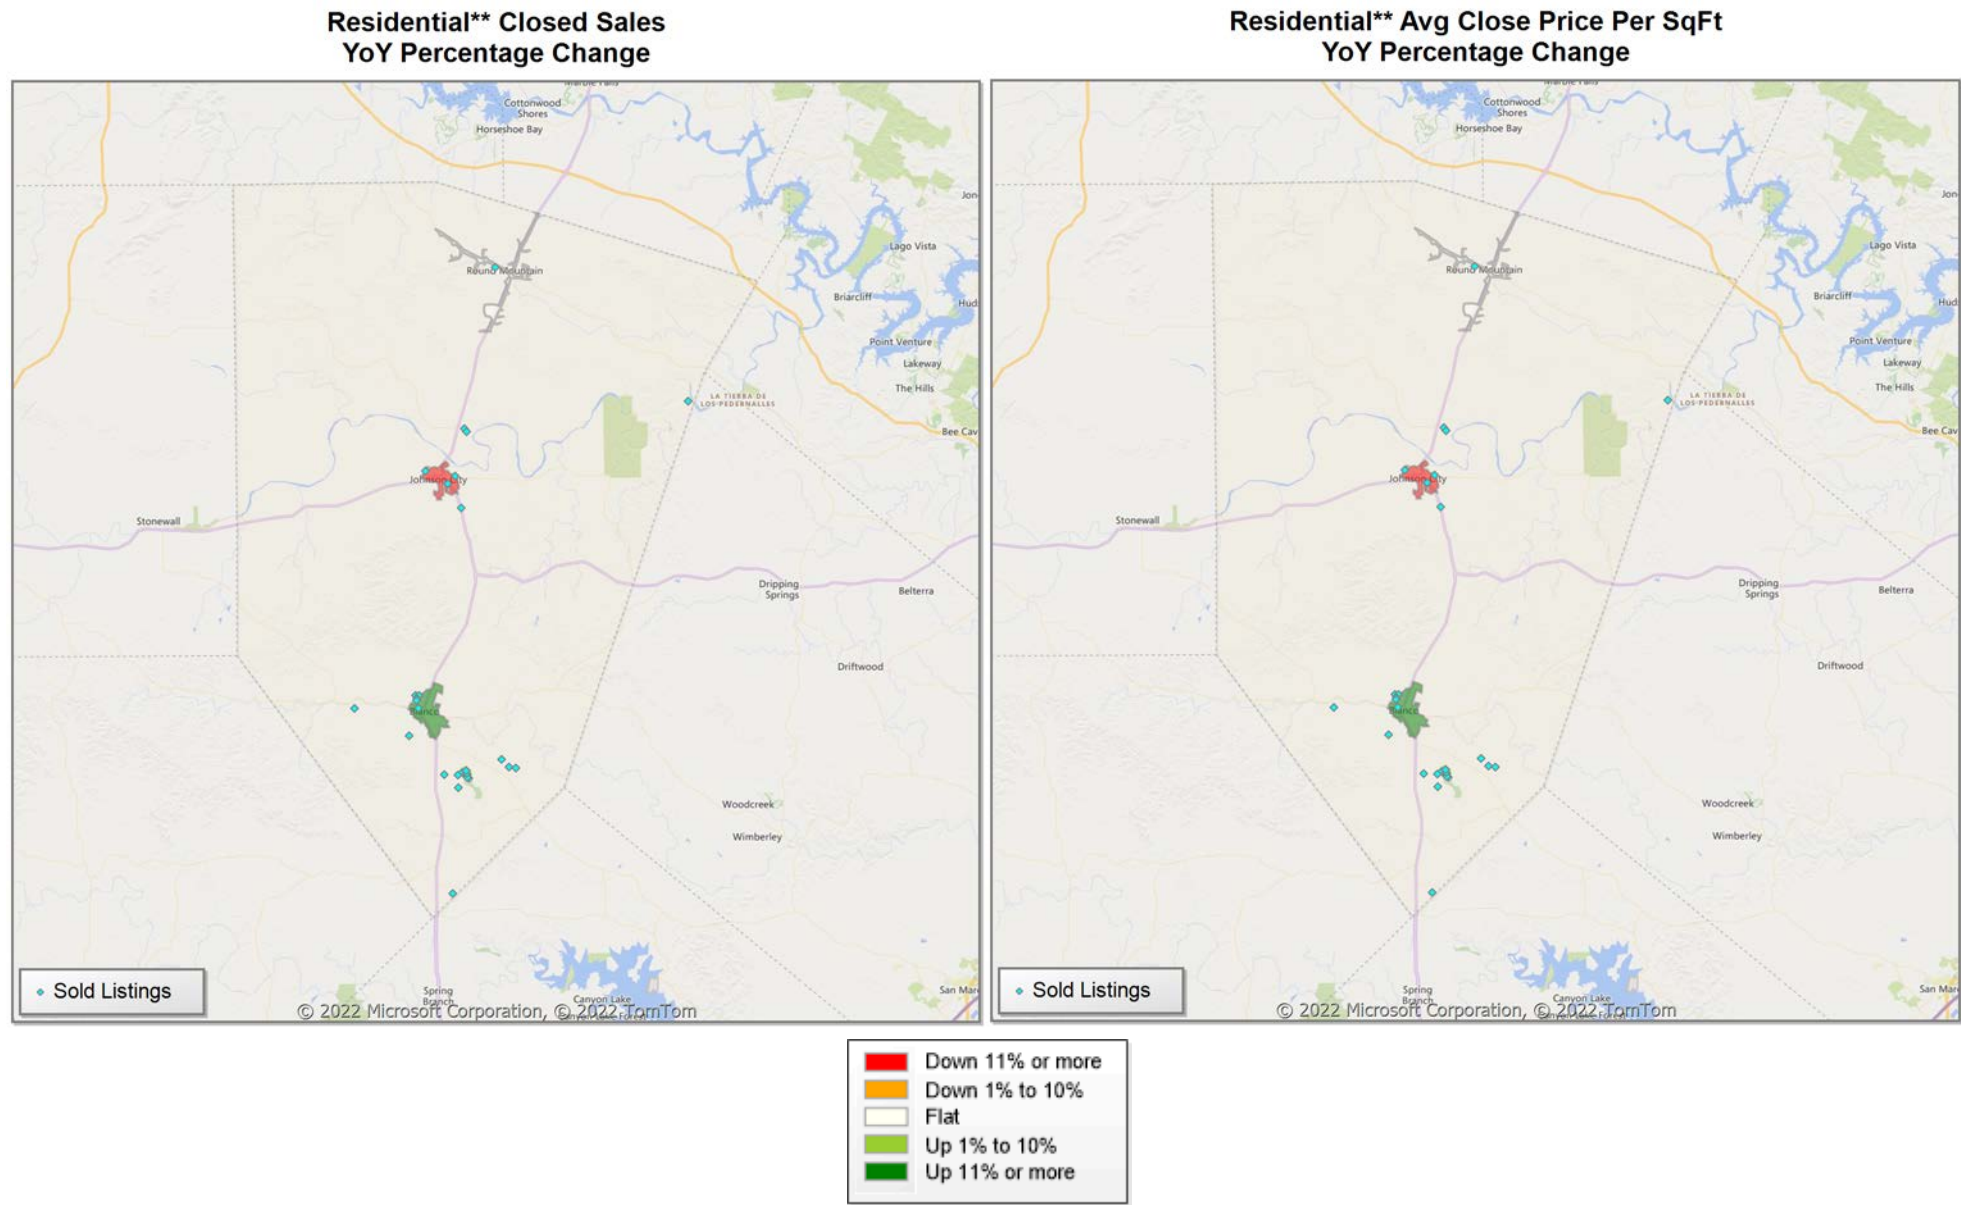 Residential** Closed Sales
YoY Percentage Change
Cottonwood
Shores
Horseshoe Bay
Lago Vista
Round Mountain
Briarcliff
Point Venture
Lakeway
The Hills
LA TIERRA DE
LOS PEDERNALLES
Bee Cav
Johnson City
Stonewall
Dripping
Springs
Belterra
Driftwood
Woodcreek
Wimberley
Spring
Branch
Canyon Lake
San Mar
Sold Listings
© 2022 Microsoft Corporation, © 2022 TomTom
Residential** Avg Close Price Per SqFt
YoY Percentage Change
Cottonwood
Shores
Horseshoe Bay
Lago Vista
Round Mountain
Briarcliff
Point Venture
Lakeway
The Hills
LA TIERRA DE
LOS PEDERNALLES
Bee Cav
Johnson City
Stonewall
Dripping
Springs
Belterra
Driftwood
Woodcreek
Wimberley
Spring
Branch
Canyon Lake
San Mar
Sold Listings
© 2022 Microsoft Corporation, © 2022 TomTom
Down 11% or more
Down 1% to 10%
Flat
Up 1% to 10%
Up 11% or more